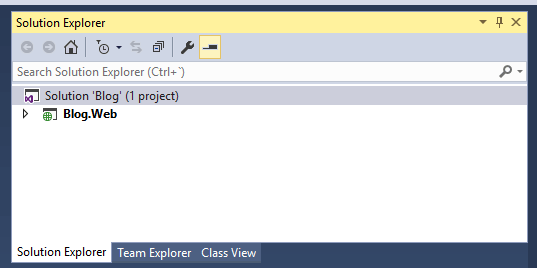 Solution Explorer
Search Solution Explorer (Ctrl+`)
Solution 'Blog' (1 project)
Blog.Web
Solution Explorer Team Explorer Class View